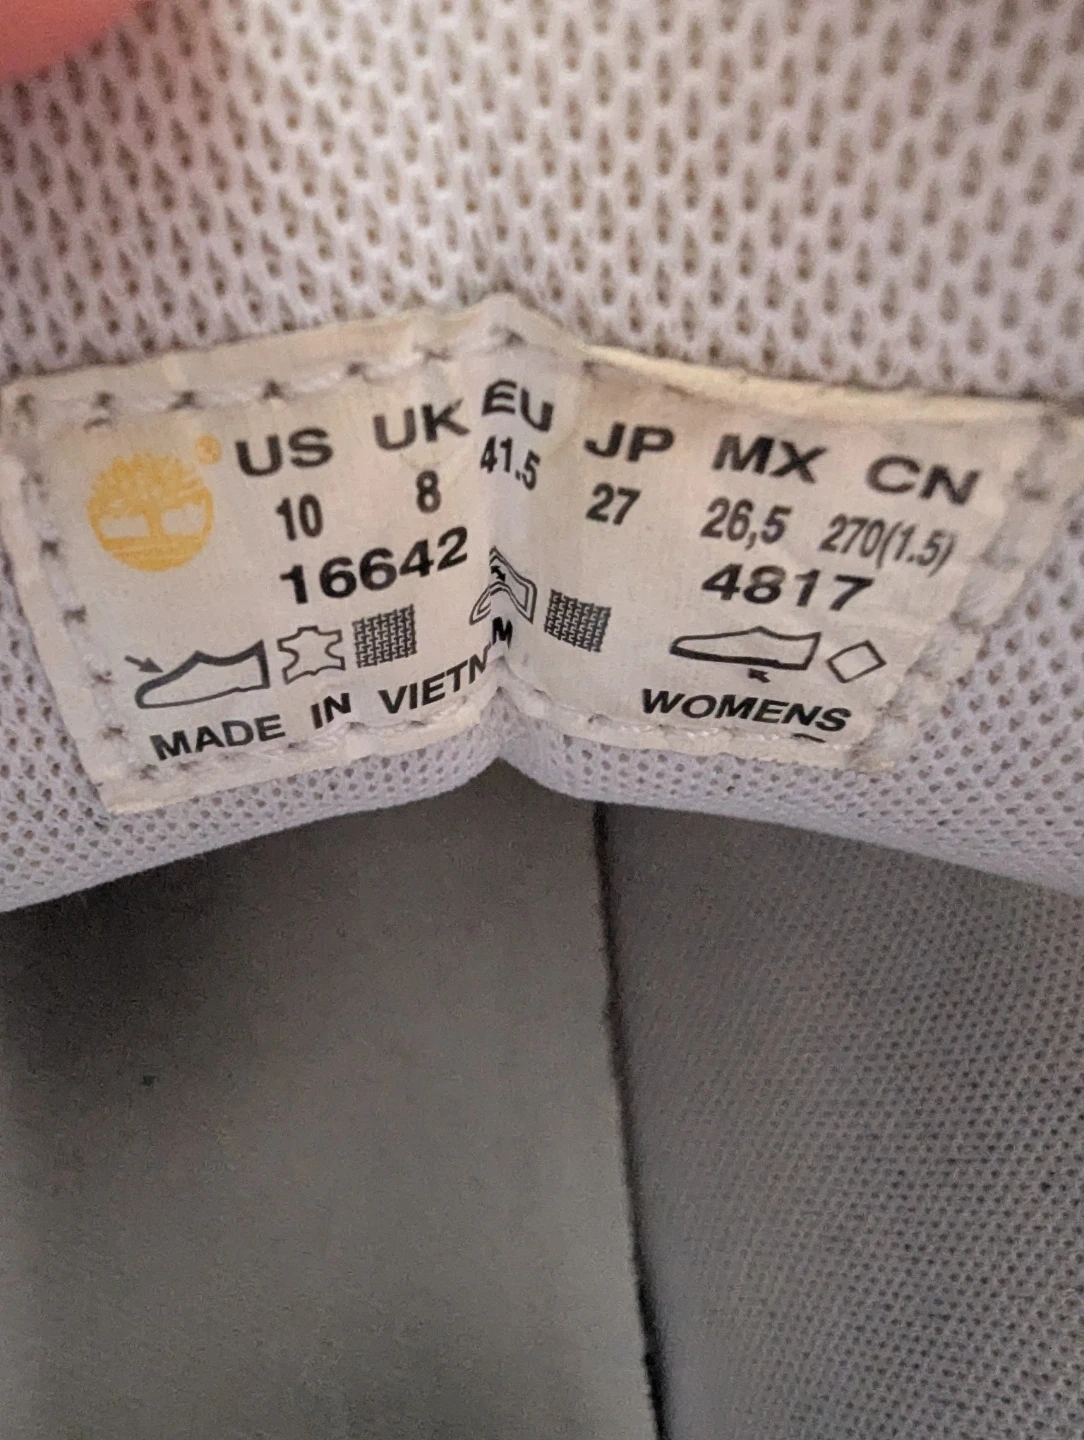 US UK EU JP MX CN
10 8 41.5 27 26,5 270(1.5)
16642 4817
MADE IN VIETNM WOMENS